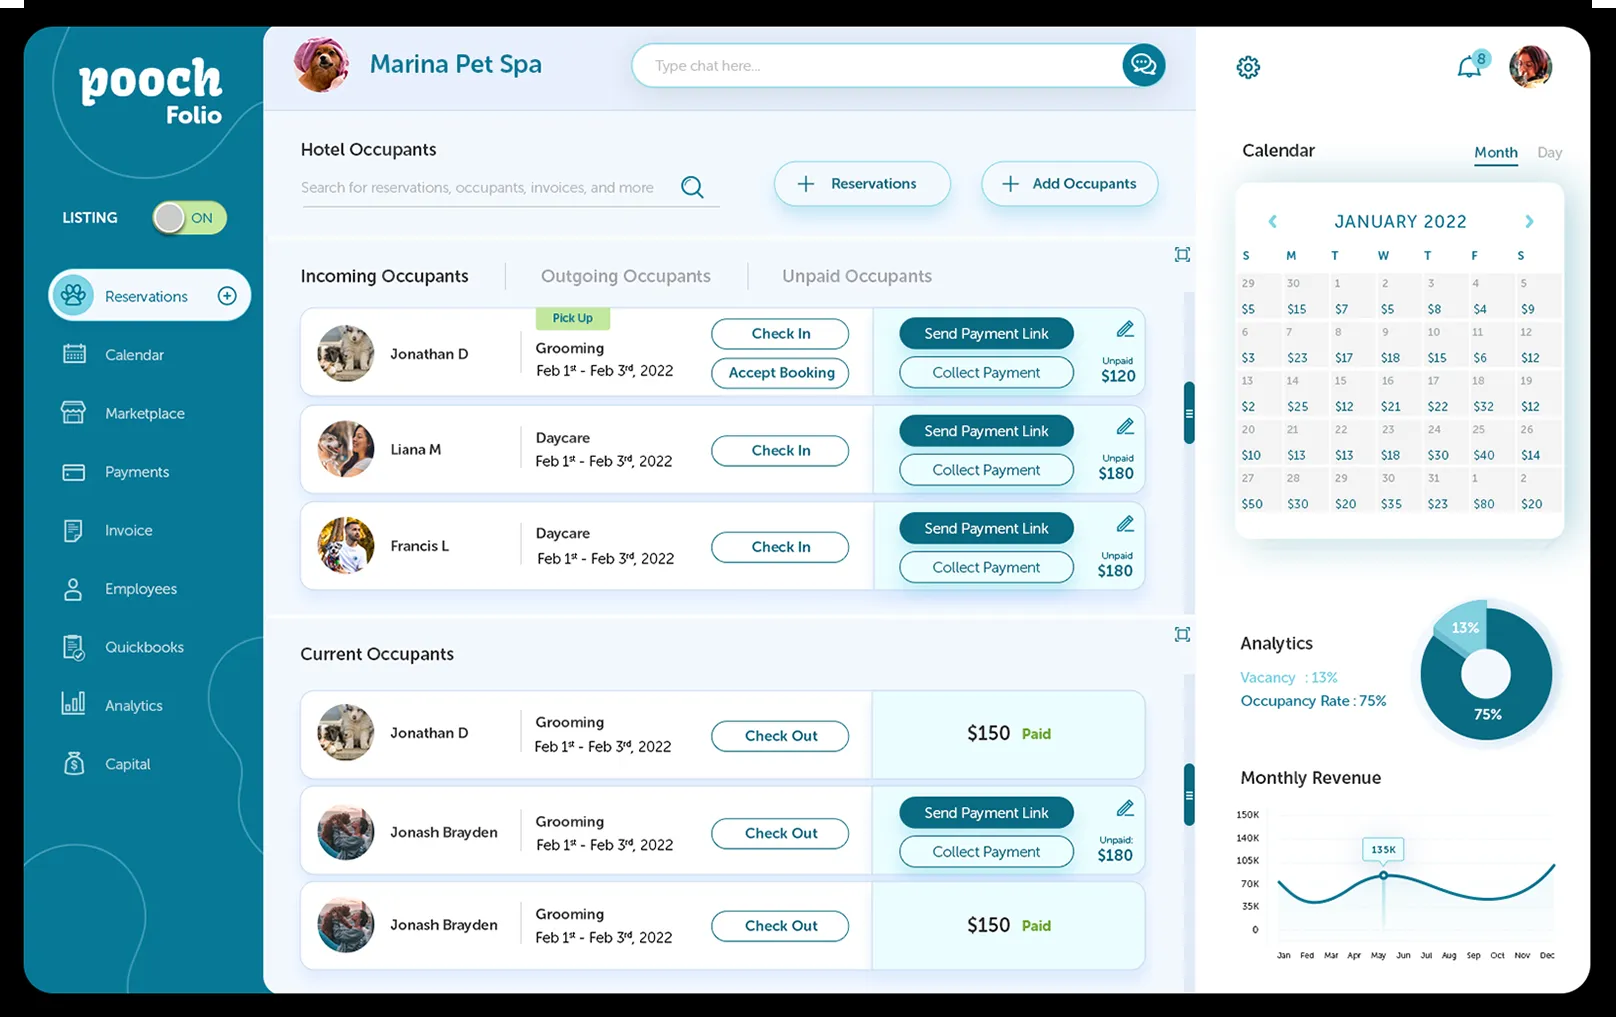 pooch
Folio
LISTING
ON
Reservations
Calendar
Marketplace
Payments
Invoice
Employees
Quickbooks
Analytics
Capital
Marina Pet Spa
Type chat here...
8
Hotel Occupants
Search for reservations, occupants, invoices, and more
Reservations
Add Occupants
Incoming Occupants
Outgoing Occupants
Unpaid Occupants
Jonathan D
Pick Up
Grooming
Feb 1st - Feb 3rd, 2022
Check In
Accept Booking
Send Payment Link
Collect Payment
Unpaid
$120
Liana M
Daycare
Feb 1st - Feb 3rd, 2022
Check In
Send Payment Link
Collect Payment
Unpaid
$180
Francis L
Daycare
Feb 1st - Feb 3rd, 2022
Check In
Send Payment Link
Collect Payment
Unpaid
$180
Current Occupants
Jonathan D
Grooming
Feb 1st - Feb 3rd, 2022
Check Out
$150 Paid
Jonash Brayden
Grooming
Feb 1st - Feb 3rd, 2022
Check Out
Send Payment Link
Collect Payment
Unpaid:
$180
Jonash Brayden
Grooming
Feb 1st - Feb 3rd, 2022
Check Out
$150 Paid
Calendar
Month Day
JANUARY 2022
S M T W T F S
29 30 1 2 3 4 5
$5 $15 $7 $5 $8 $4 $9
6 7 8 9 10 11 12
$3 $23 $17 $18 $15 $6 $12
13 14 15 16 17 18 19
$2 $25 $12 $21 $22 $32 $12
20 21 22 23 24 25 26
$10 $13 $13 $18 $30 $40 $14
27 28 29 30 31 1 2
$50 $30 $20 $35 $23 $80 $20
Analytics
Vacancy : 13%
Occupancy Rate : 75%
13%
75%
Monthly Revenue
150K
140K
105K
70K
35K
0
135K
Jan Feb Mar Apr May Jun Jul Aug Sep Oct Nov Dec